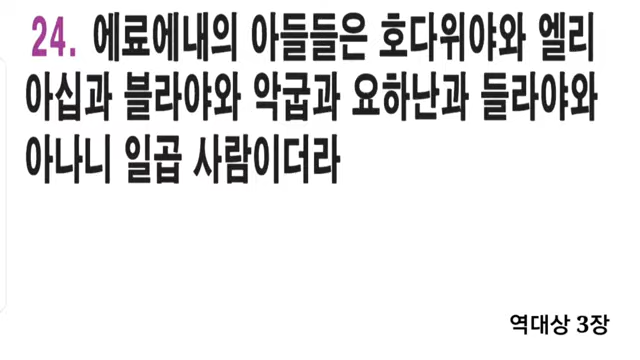 24. 에료에내의 아들들은 호다위야와 엘리
아십과 블라야와 악굽과 요하난과 들라야와
아나니 일곱 사람이더라
역대상 3장